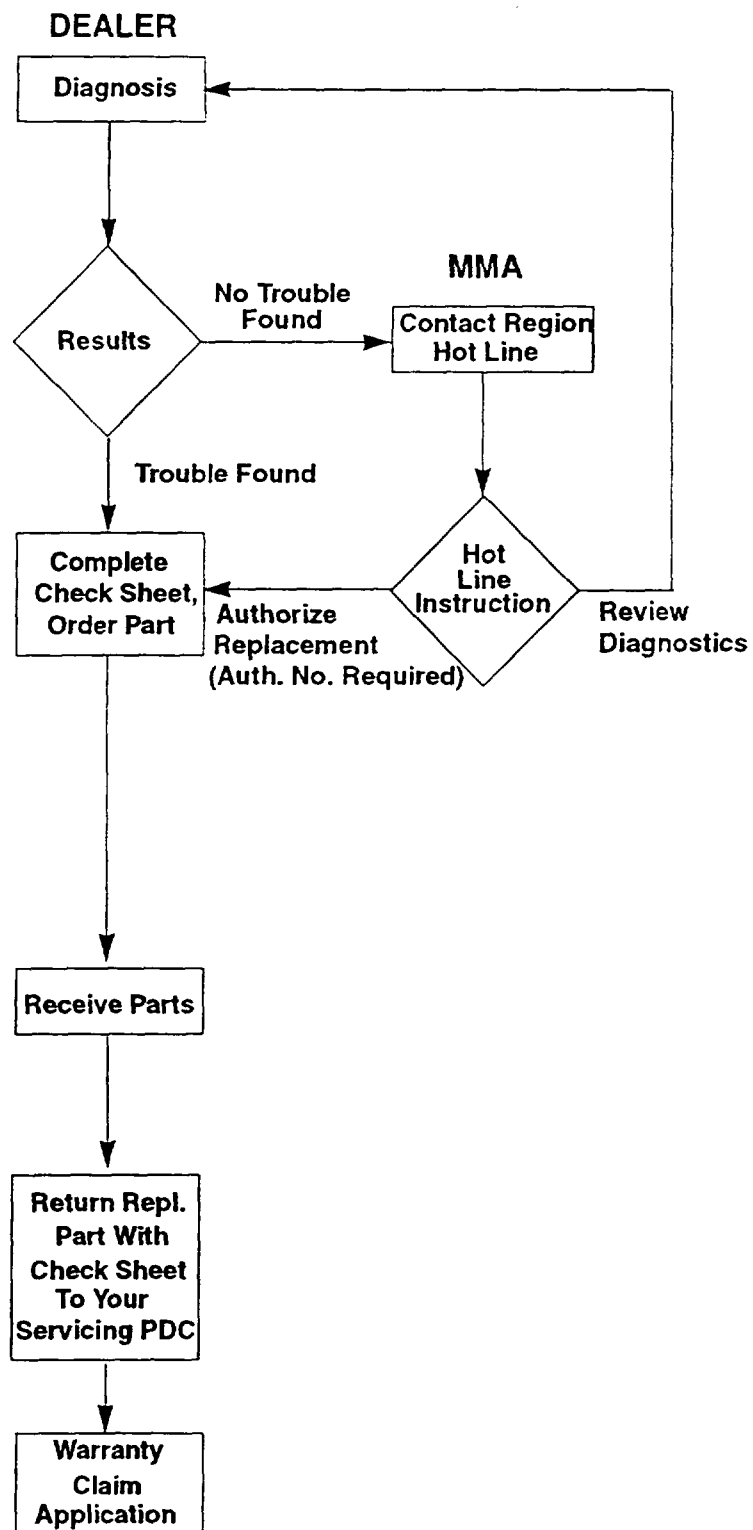 DEALER
Diagnosis
MMA
No Trouble
Found
Results
Contact Region
Hot Line
Trouble Found
Complete
Check Sheet,
Order Part
Hot
Line
Instruction
Authorize
Replacement
(Auth. No. Required)
Review
Diagnostics
Receive Parts
Return Repl.
Part With
Check Sheet
To Your
Servicing PDC
Warranty
Claim
Application